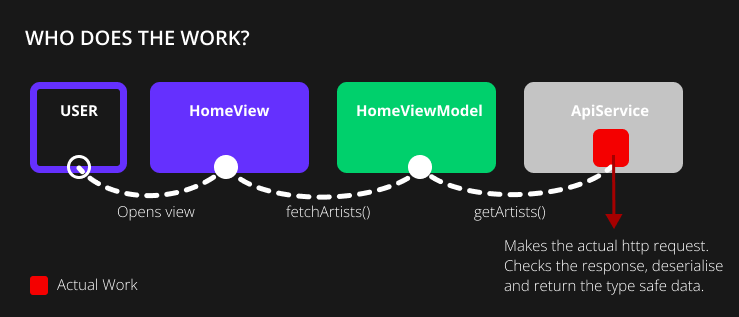 WHO DOES THE WORK?
USER
HomeView
HomeViewModel
ApiService
Opens view
fetchArtists()
getArtists()
Makes the actual http request.
Checks the response, deserialise
and return the type safe data.
Actual Work